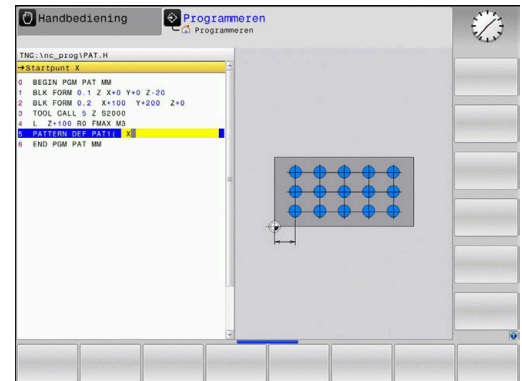 Handbediening
Programmeren
Programmeren
TNC:\nc_prog\PAT.H
→Startpunt X
0 BEGIN PGM PAT MM
1 BLK FORM 0.1 Z X+0 Y+0 Z-20
2 BLK FORM 0.2 X+100 Y+200 Z+0
3 TOOL CALL 5 Z S2000
4 L Z+100 R0 FMAX M3
5 PATTERN DEF PAT1( X
6 END PGM PAT MM